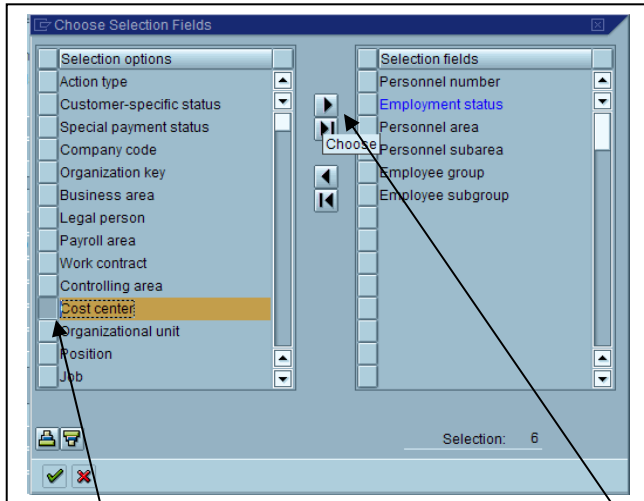 Choose Selection Fields
Selection options
Action type
Customer-specific status
Special payment status
Company code
Organization key
Business area
Legal person
Payroll area
Work contract
Controlling area
Cost center
Organizational unit
Position
Job
Choose
Selection fields
Personnel number
Employment status
Personnel area
Personnel subarea
Employee group
Employee subgroup
Selection: 6